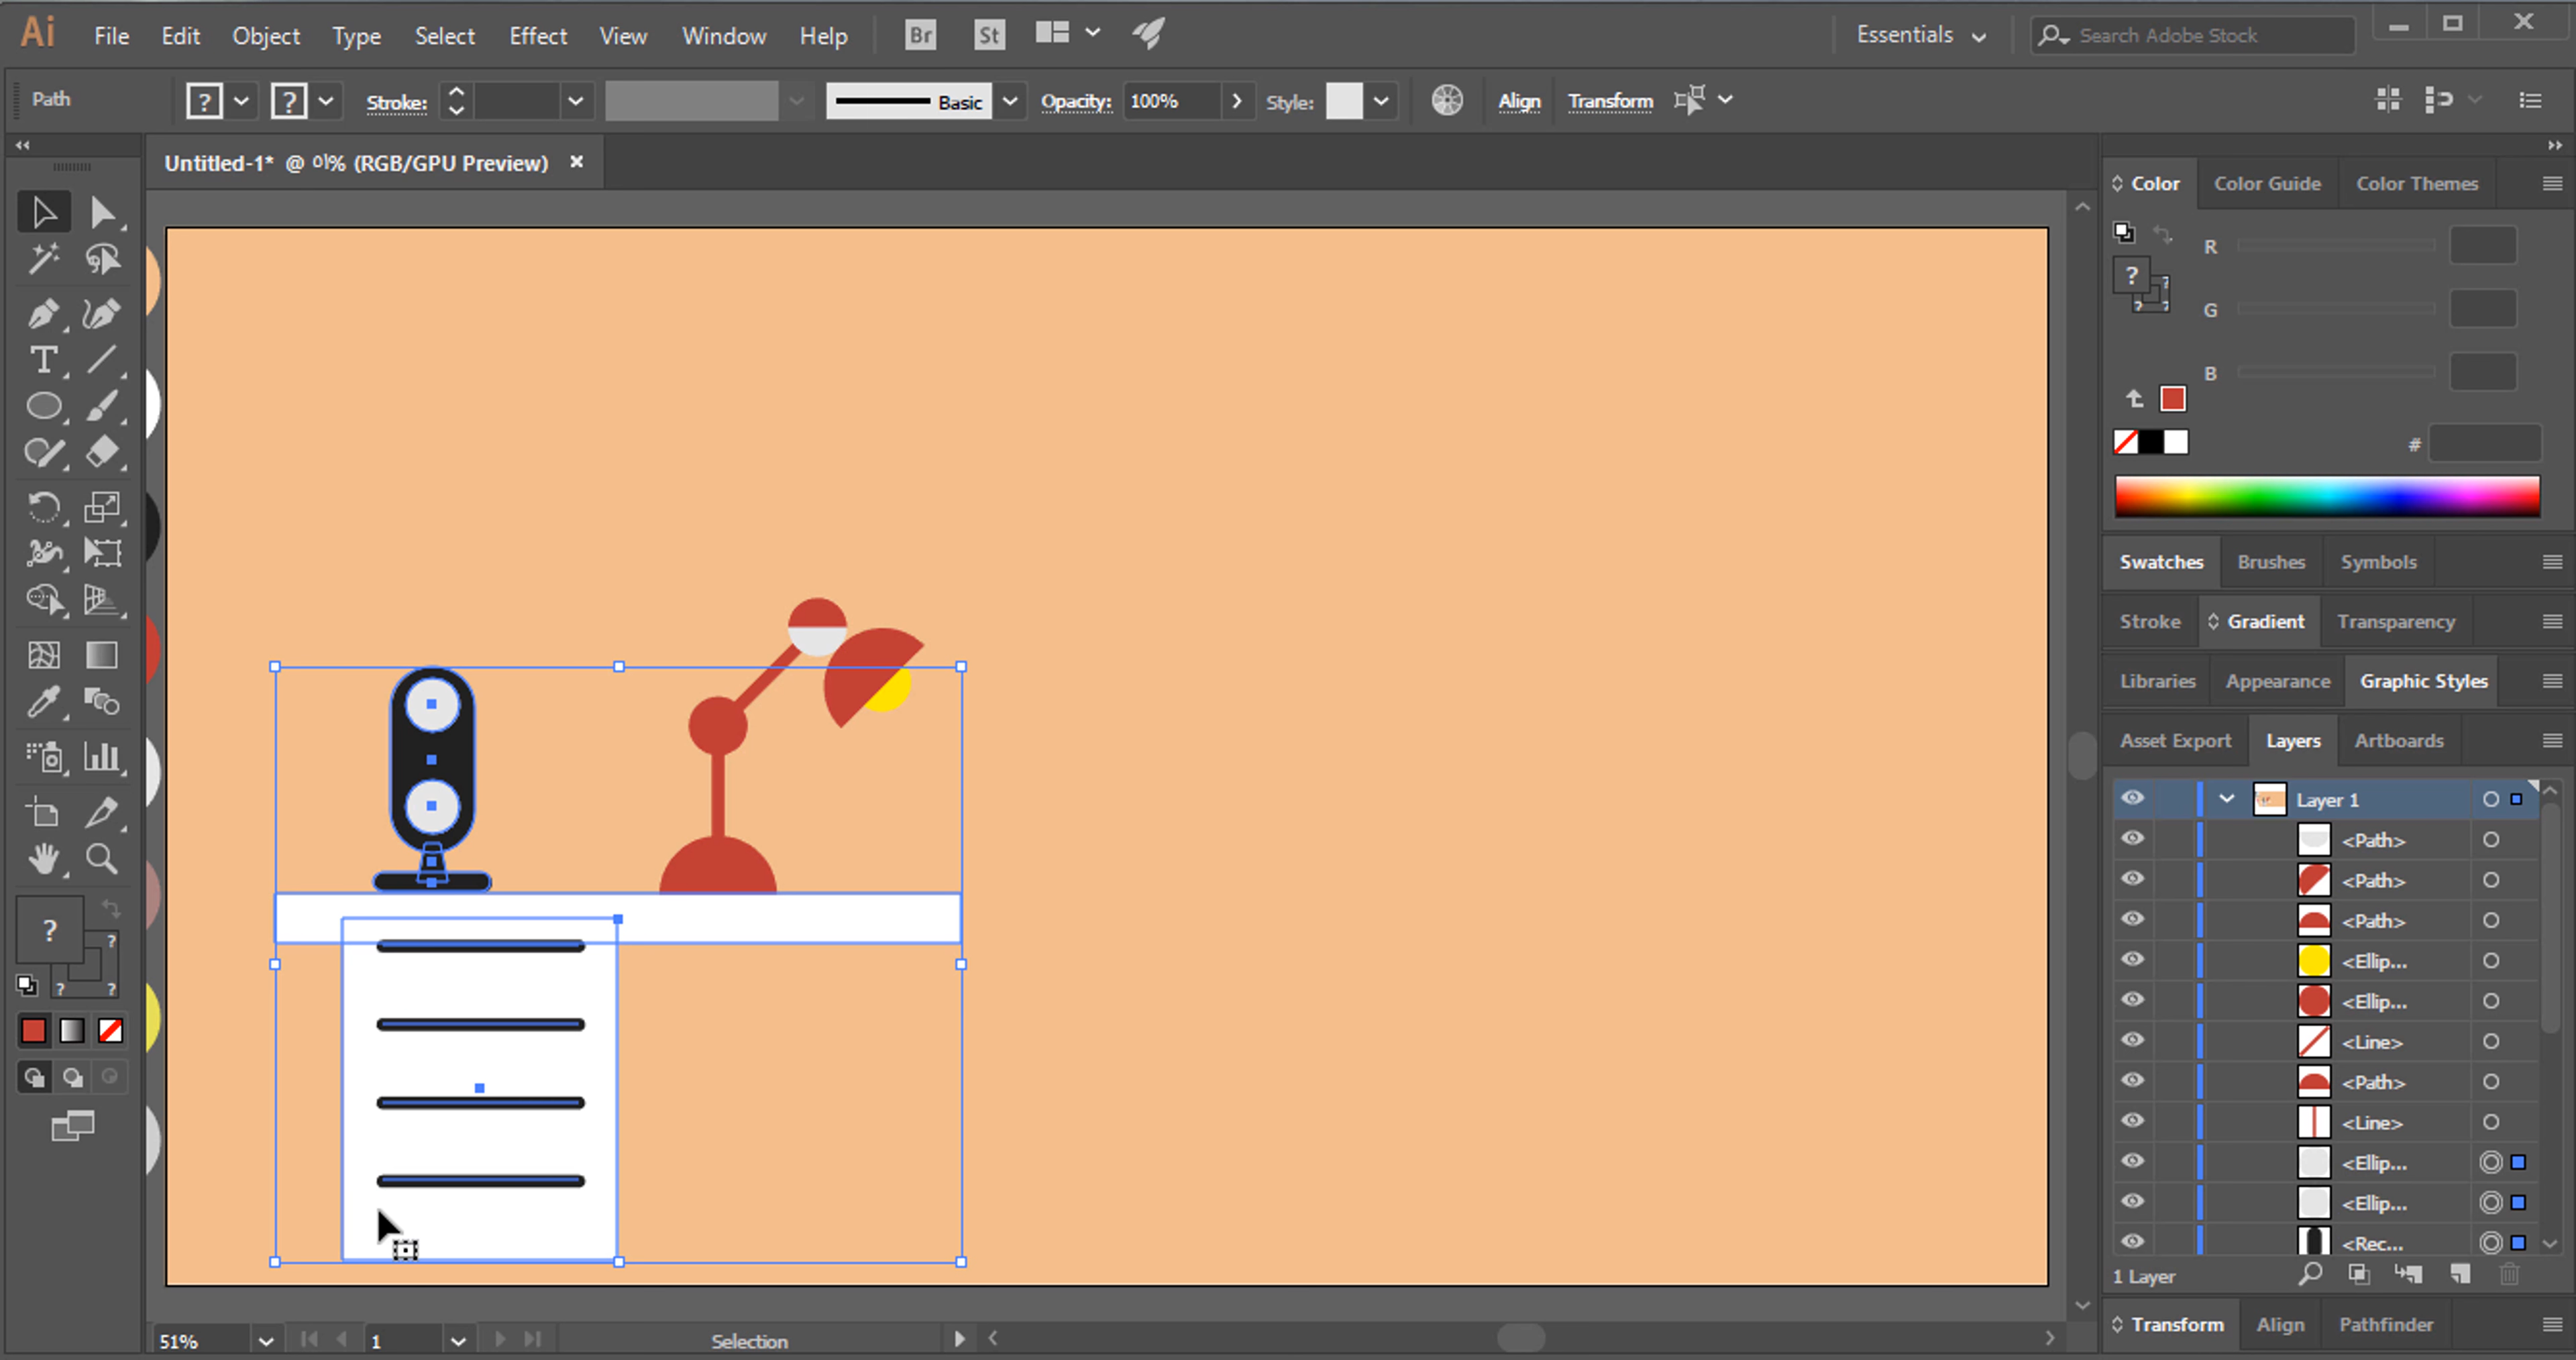 Ai File Edit Object Type Select Effect View Window Help Br St Essentials Search Adobe Stock
Path ? ? Stroke: Basic Opacity: 100% Style: Align Transform
Untitled-1* @ 51% (RGB/GPU Preview)
Color Color Guide Color Themes
R
?
G
B
#
Swatches Brushes Symbols
Stroke Gradient Transparency
Libraries Appearance Graphic Styles
Asset Export Layers Artboards
Layer 1
<Path>
<Path>
<Path>
<Ellip...
<Ellip...
<Line>
<Path>
<Line>
<Ellip...
<Ellip...
<Rec...
1 Layer
? ?
? ?
51% 1 Selection
Transform Align Pathfinder